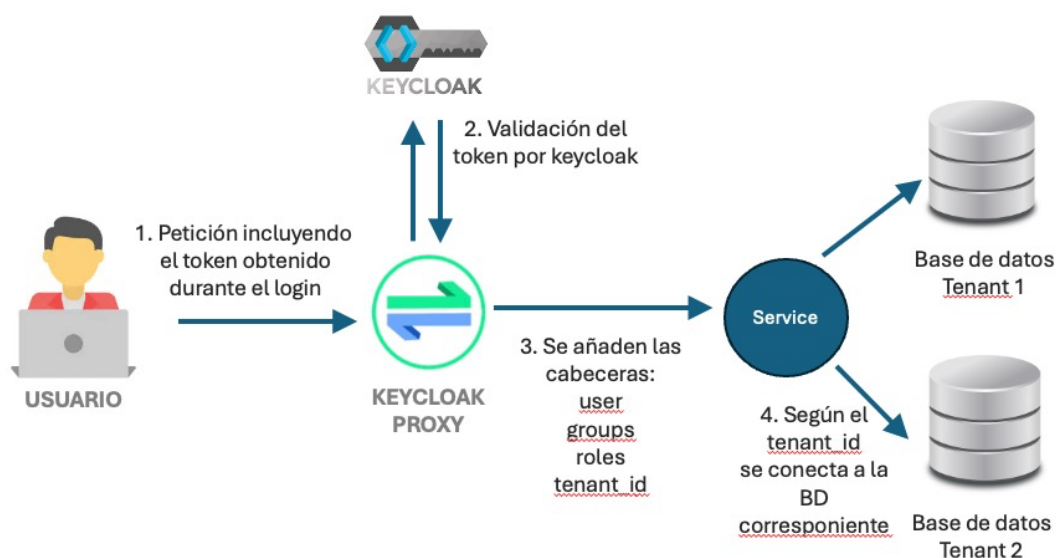 KEYCLOAK
2. Validación del
token por keycloak
1. Petición incluyendo
el token obtenido
durante el login
USUARIO
KEYCLOAK
PROXY
3. Se añaden las
cabeceras:
user
groups
roles
tenant_id
Service
4. Según el
tenant_id
se conecta a la
BD
corresponiente
Base de datos
Tenant 1
Base de datos
Tenant 2